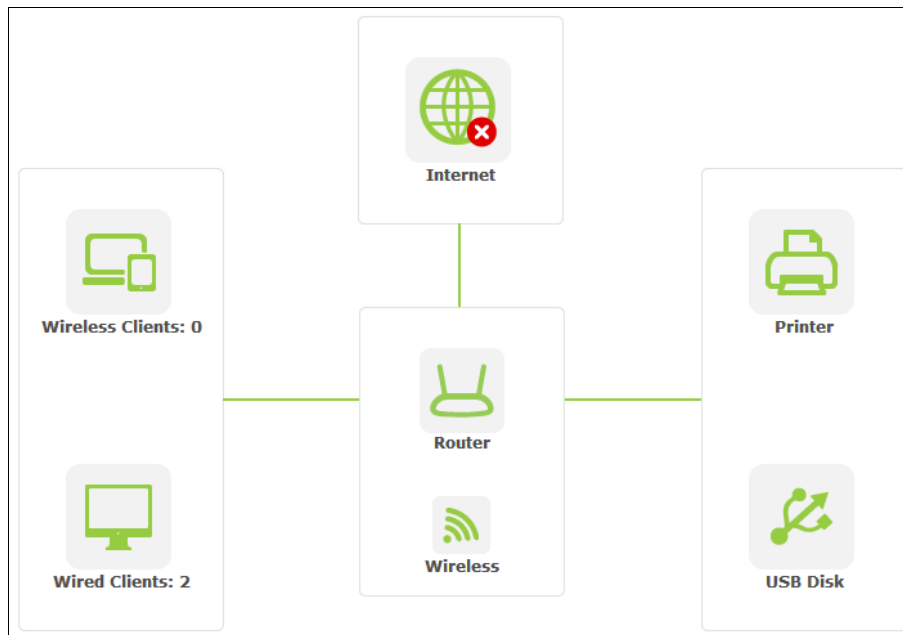 Internet
Wireless Clients: 0
Printer
Router
Wireless
Wired Clients: 2
USB Disk